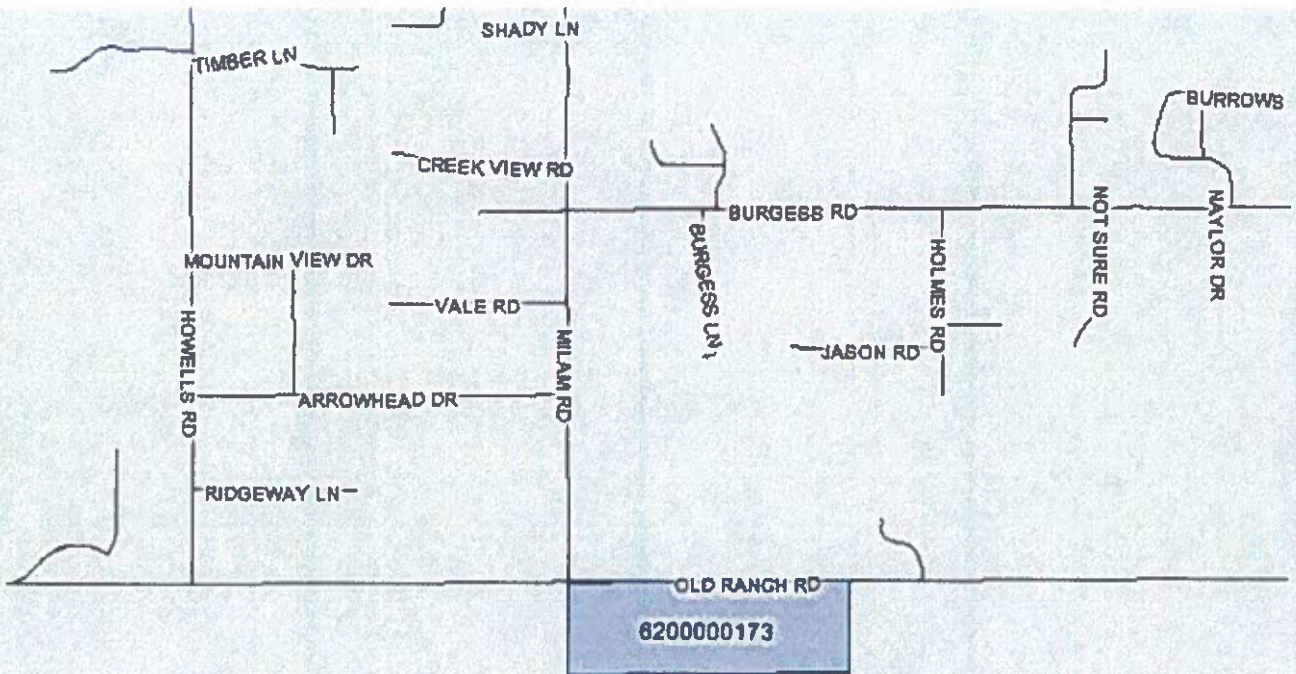 SHADY LN
TIMBER LN
BURROWS
CREEK VIEW RD
BURGESS RD
NOT SURE RD
NAYLOR DR
BURGESS LN
HOLMES RD
MOUNTAIN VIEW DR
VALE RD
HOWELLS RD
MILAM RD
JASON RD
ARROWHEAD DR
RIDGEWAY LN
OLD RANCH RD
6200000173